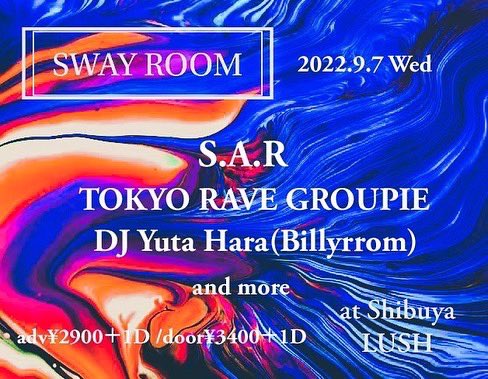 SWAY ROOM
2022.9.7 Wed
S.A.R
TOKYO RAVE GROUPIE
DJ Yuta Hara(Billyrrom)
and more
at Shibuya
LUSH
adv¥2900+1D /door¥3400+1D